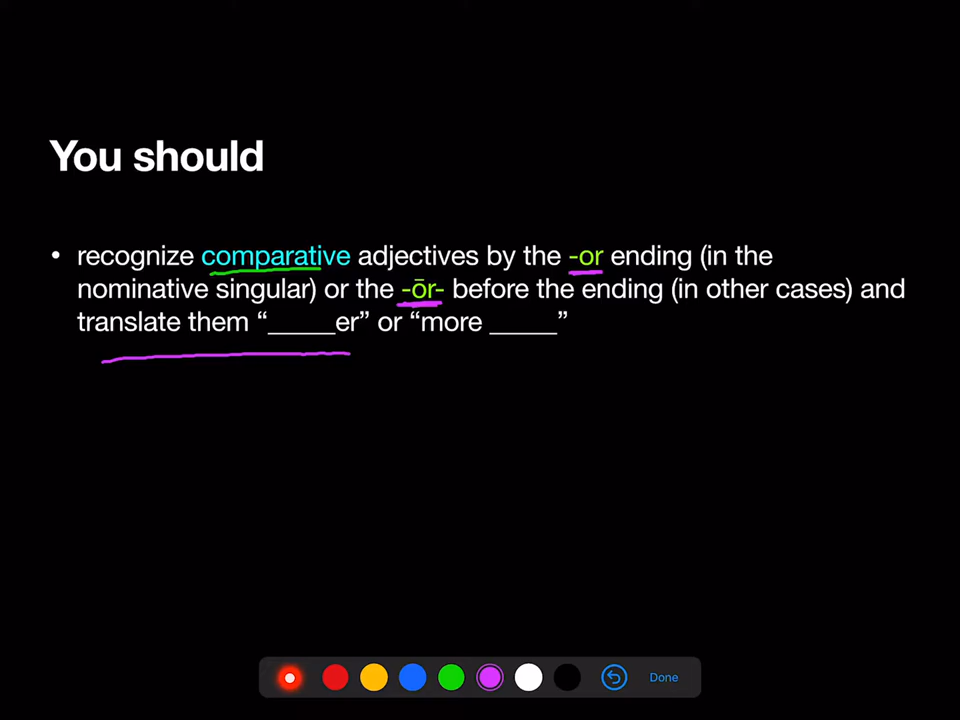 You should
• recognize comparative adjectives by the -or ending (in the
nominative singular) or the -ōr- before the ending (in other cases) and
translate them “_____er” or “more _____”
Done